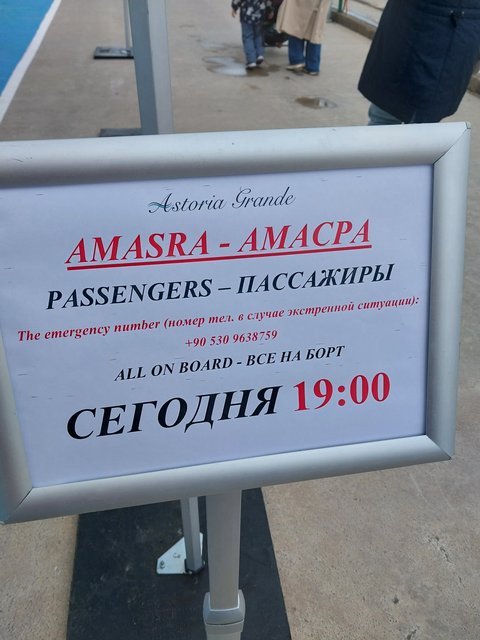 Astoria Grande
AMASRA - АМАСРА
PASSENGERS – ПАССАЖИРЫ
The emergency number (номер тел. в случае экстренной ситуации):
+90 530 9638759
ALL ON BOARD - ВСЕ НА БОРТ
СЕГОДНЯ 19:00